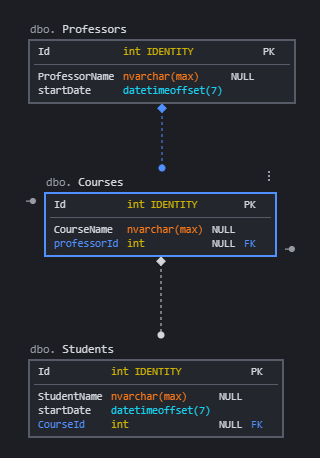 dbo. Professors
Id int IDENTITY PK
ProfessorName nvarchar(max) NULL
startDate datetimeoffset(7)
dbo. Courses
Id int IDENTITY PK
CourseName nvarchar(max) NULL
professorId int NULL FK
dbo. Students
Id int IDENTITY PK
StudentName nvarchar(max) NULL
startDate datetimeoffset(7)
CourseId int NULL FK